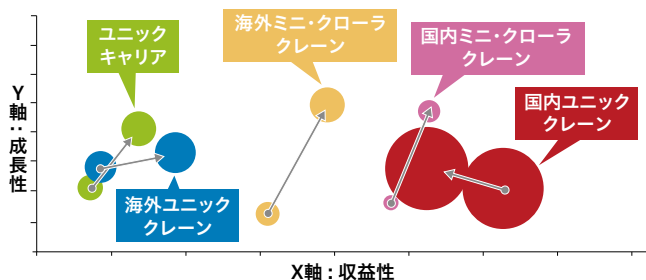 ユニック
キャリア
海外ミニ・クローラ
クレーン
国内ミニ・クローラ
クレーン
国内ユニック
クレーン
海外ユニック
クレーン
Y軸:成長性
X軸:収益性